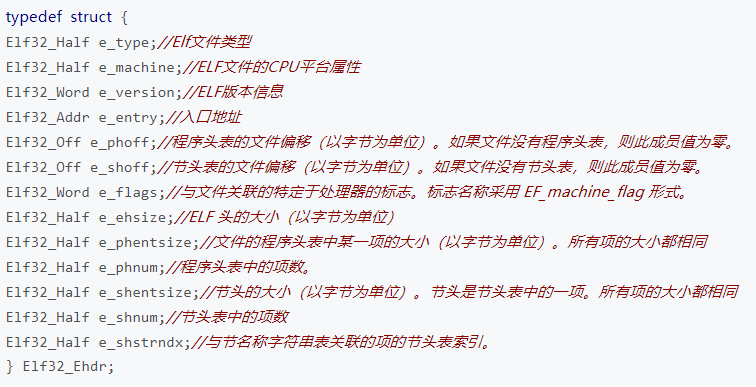 typedef struct {
Elf32_Half e_type;//Elf文件类型
Elf32_Half e_machine;//ELF文件的CPU平台属性
Elf32_Word e_version;//ELF版本信息
Elf32_Addr e_entry;//入口地址
Elf32_Off e_phoff;//程序头表的文件偏移（以字节为单位）。如果文件没有程序头表，则此成员值为零。
Elf32_Off e_shoff;//节头表的文件偏移（以字节为单位）。如果文件没有节头表，则此成员值为零。
Elf32_Word e_flags;//与文件关联的特定于处理器的标志。标志名称采用 EF_machine_flag 形式。
Elf32_Half e_ehsize;//ELF 头的大小（以字节为单位）
Elf32_Half e_phentsize;//文件的程序头表中某一项的大小（以字节为单位）。所有项的大小都相同
Elf32_Half e_phnum;//程序头表中的项数。
Elf32_Half e_shentsize;//节头的大小（以字节为单位）。节头是节头表中的一项。所有项的大小都相同
Elf32_Half e_shnum;//节头表中的项数
Elf32_Half e_shstrndx;//与节名称字符串表关联的项的节头表索引。
} Elf32_Ehdr;